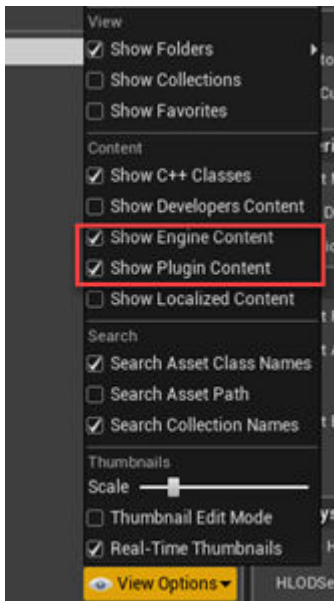 View
Show Folders
Show Collections
Show Favorites
Content
Show C++ Classes
Show Developers Content
Show Engine Content
Show Plugin Content
Show Localized Content
Search
Search Asset Class Names
Search Asset Path
Search Collection Names
Thumbnails
Scale
Thumbnail Edit Mode
Real-Time Thumbnails
View Options